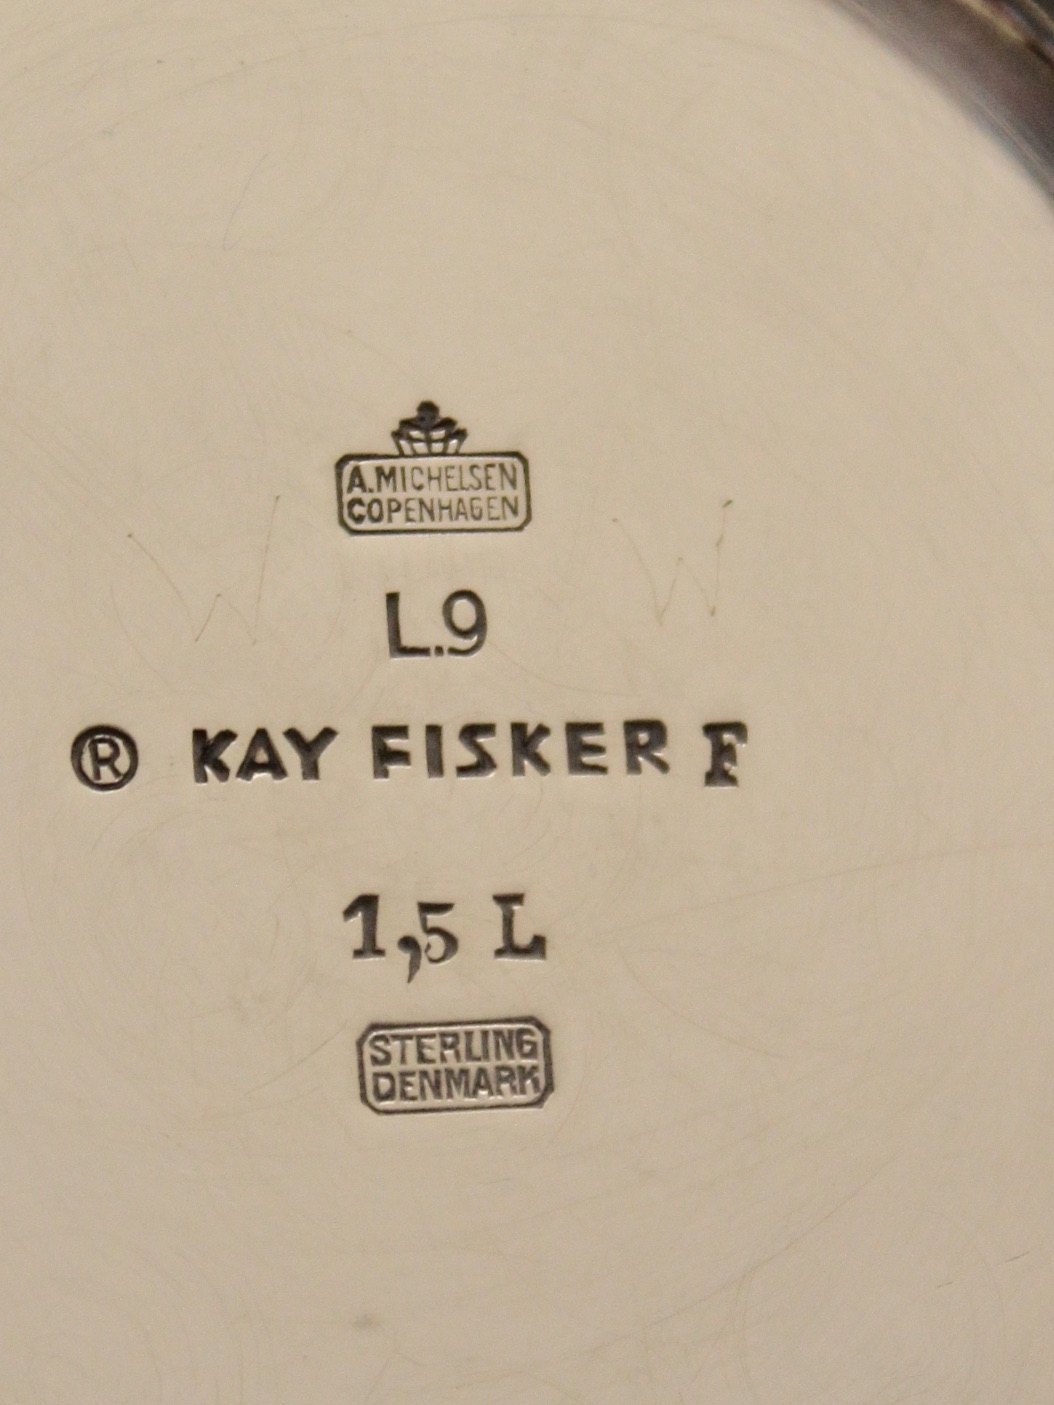 A.MICHELSEN
COPENHAGEN
L.9
® KAY FISKER F
1,5 L
STERLING
DENMARK